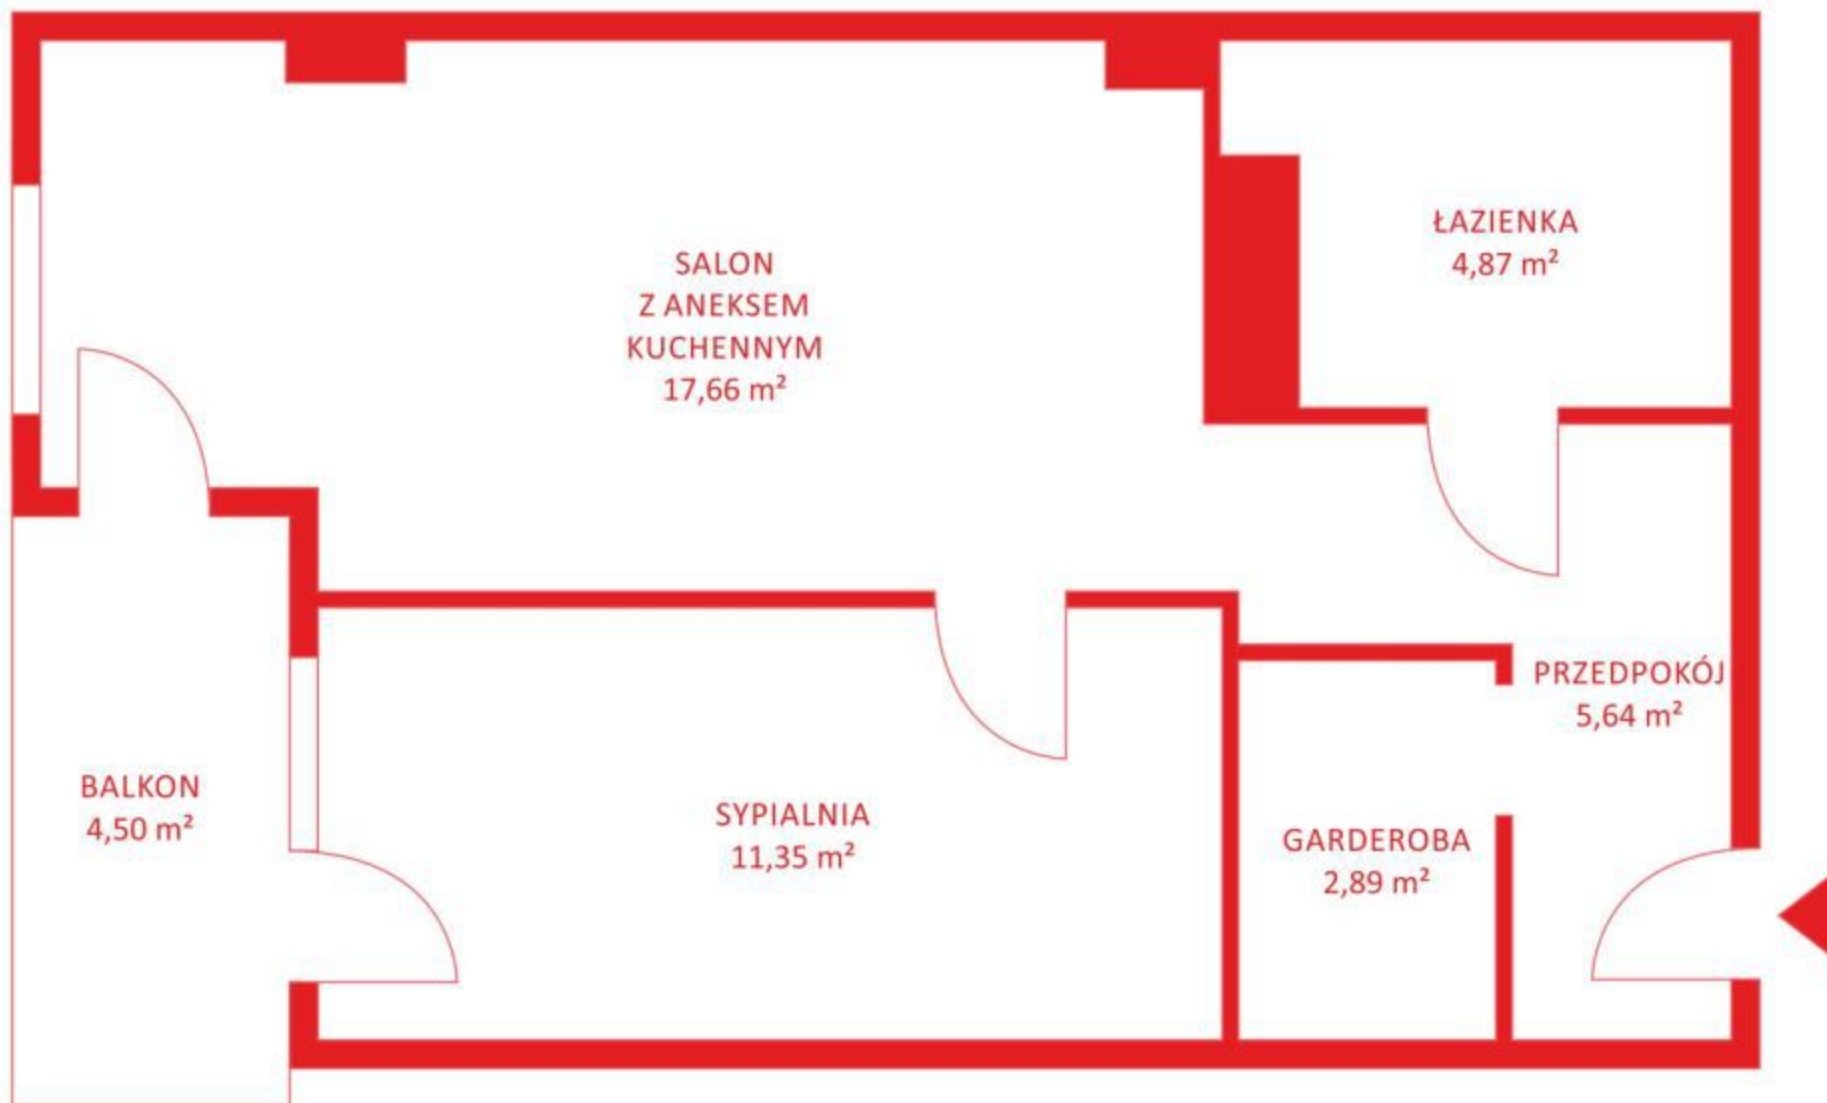 SALON
Z ANEKSEM
KUCHENNYM
17,66 m²
ŁAZIENKA
4,87 m²
PRZEDPOKÓJ
5,64 m²
BALKON
4,50 m²
SYPIALNIA
11,35 m²
GARDEROBA
2,89 m²